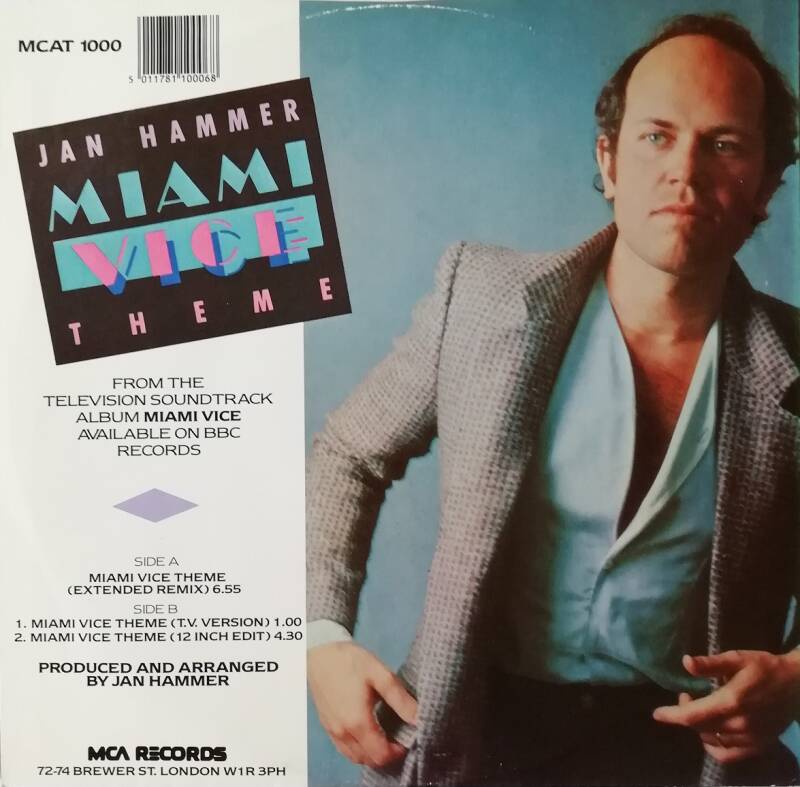 MCAT 1000
5 011781 100068
JAN HAMMER
MIAMI
VICE
THEME
FROM THE
TELEVISION SOUNDTRACK
ALBUM MIAMI VICE
AVAILABLE ON BBC
RECORDS
SIDE A
MIAMI VICE THEME
(EXTENDED REMIX) 6.55
SIDE B
1. MIAMI VICE THEME (T.V. VERSION) 1.00
2. MIAMI VICE THEME (12 INCH EDIT) 4.30
PRODUCED AND ARRANGED
BY JAN HAMMER
MCA RECORDS
72-74 BREWER ST. LONDON W1R 3PH